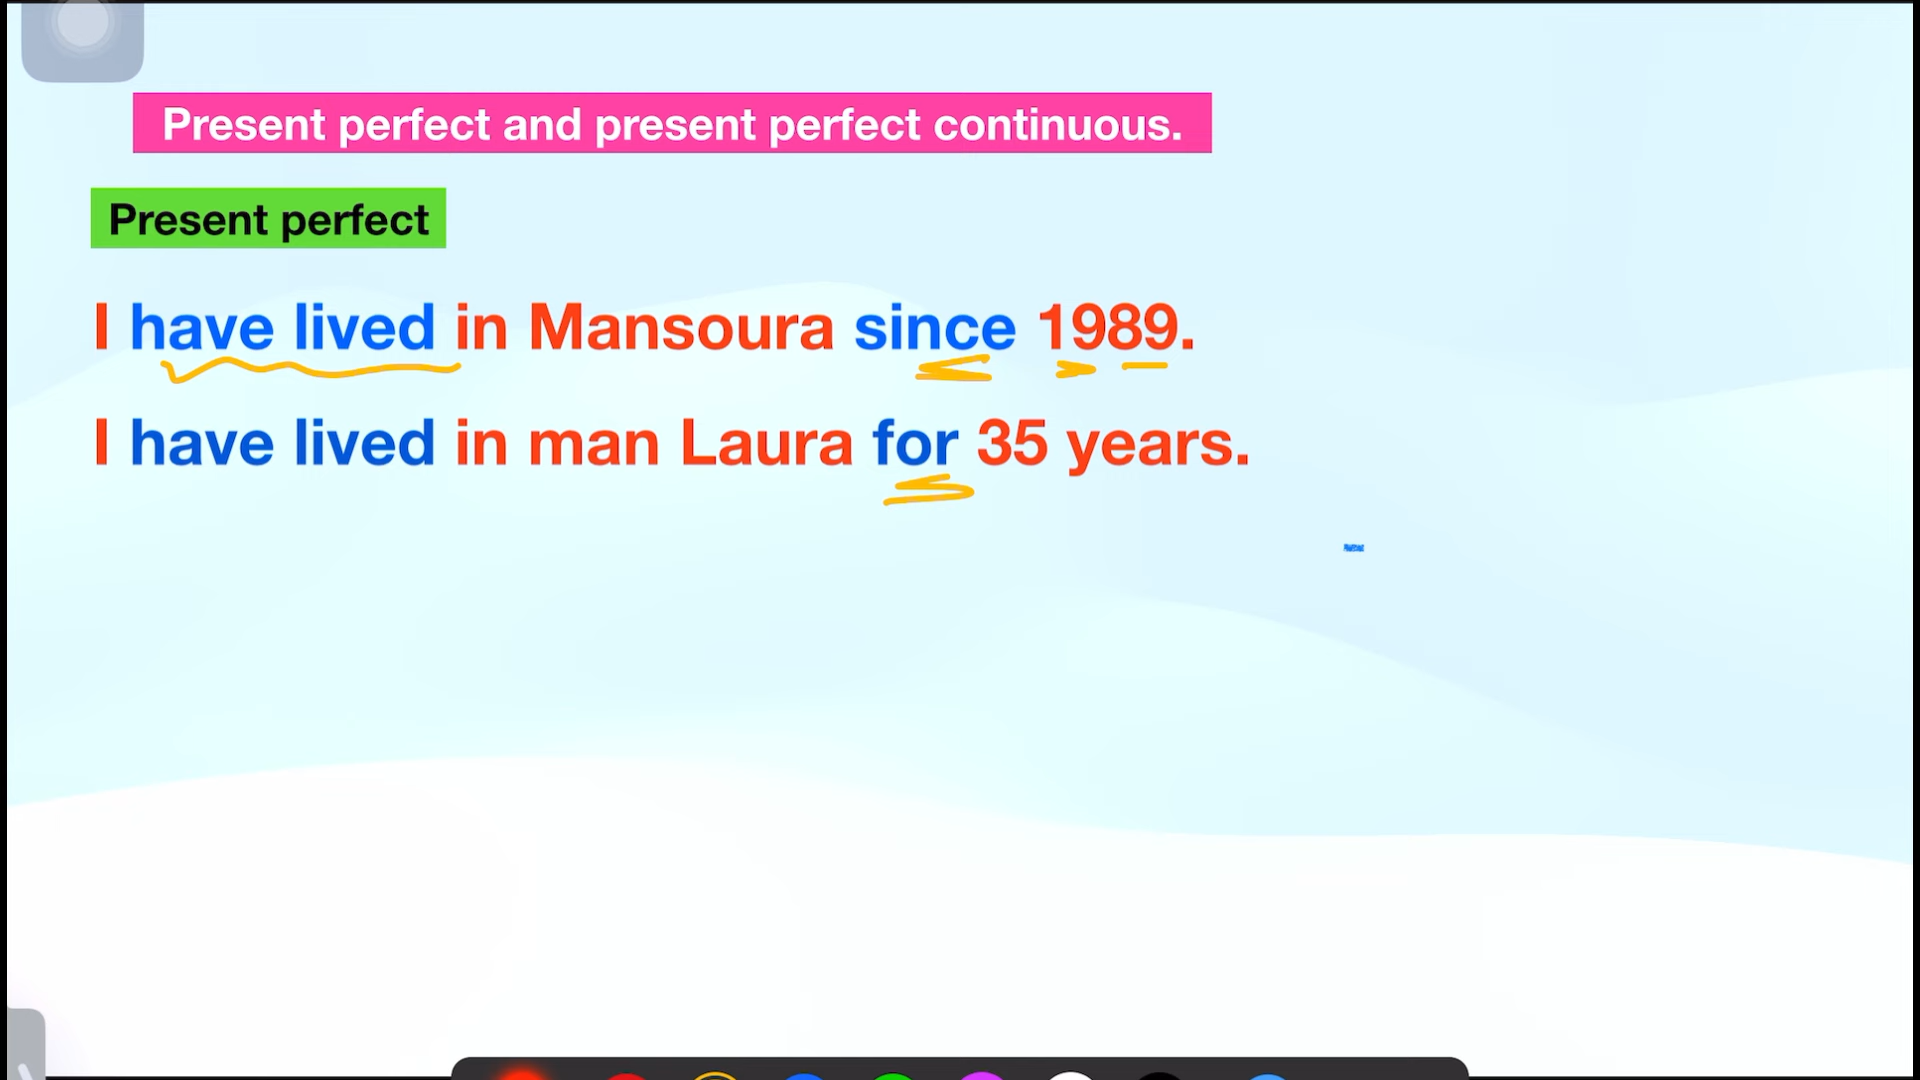 Present perfect and present perfect continuous.
Present perfect
I have lived in Mansoura since 1989.
I have lived in man Laura for 35 years.